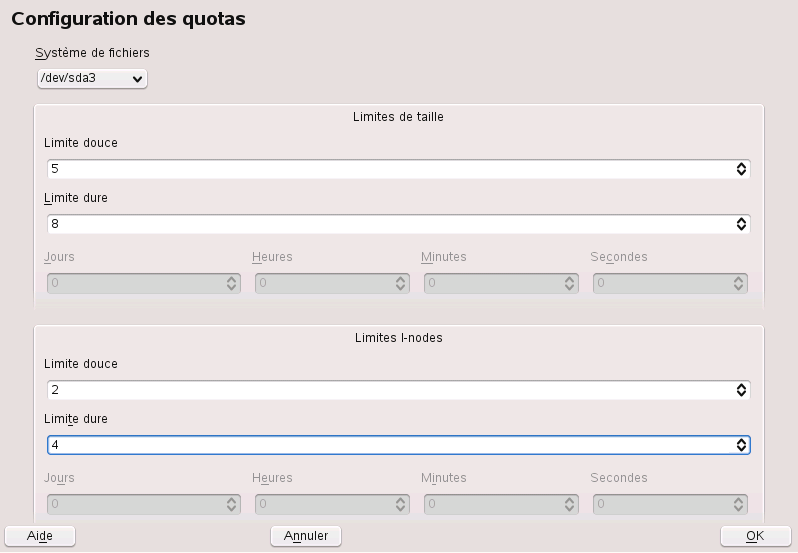 Configuration des quotas
Système de fichiers
/dev/sda3
Limites de taille
Limite douce
5
Limite dure
8
Jours Heures Minutes Secondes
0 0 0 0
Limites I-nodes
Limite douce
2
Limite dure
4
Jours Heures Minutes Secondes
0 0 0 0
Aide Annuler OK